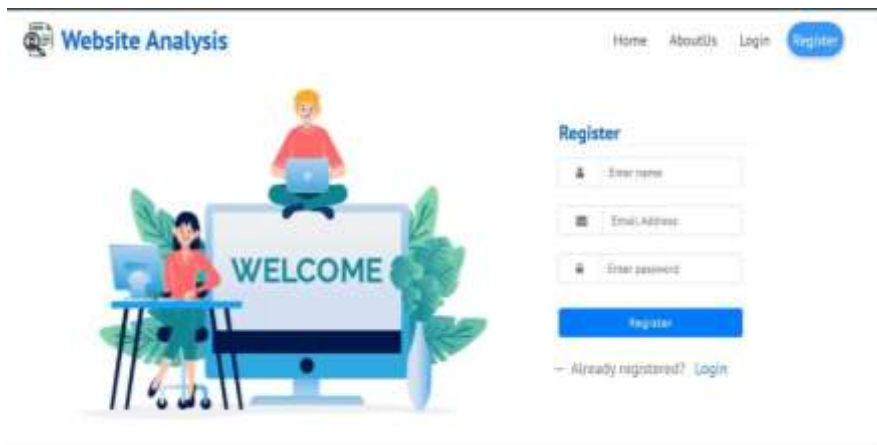 Website Analysis
Home AboutUs Login Register
Register
Enter name
Email Address
Enter password
WELCOME
Register
— Already registered? Login